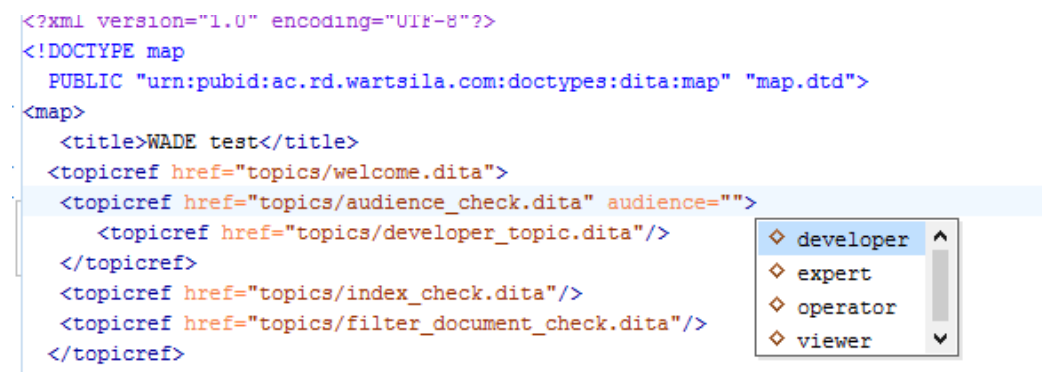 <?xml version="1.0" encoding="UTF-8"?>
<!DOCTYPE map
PUBLIC "urn:pubid:ac.rd.wartsila.com:doctypes:dita:map" "map.dtd">
<map>
<title>WADE test</title>
<topicref href="topics/welcome.dita">
<topicref href="topics/audience_check.dita" audience="">
<topicref href="topics/developer_topic.dita"/>
</topicref>
<topicref href="topics/index_check.dita"/>
<topicref href="topics/filter_document_check.dita"/>
</topicref>
developer
expert
operator
viewer